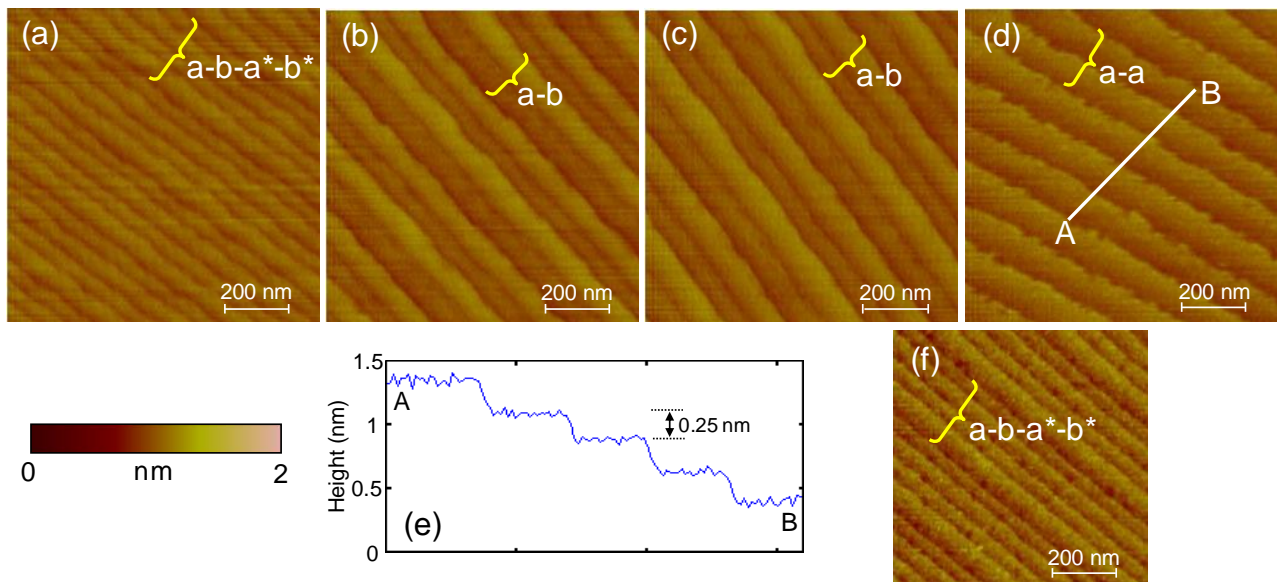 (a)
a-b-a*-b*
200 nm
(b)
a-b
200 nm
(c)
a-b
200 nm
(d)
a-a
B
A
200 nm
0 nm 2
Height (nm)
1.5
1
0.5
0
A
0.25 nm
B
(e)
(f)
a-b-a*-b*
200 nm